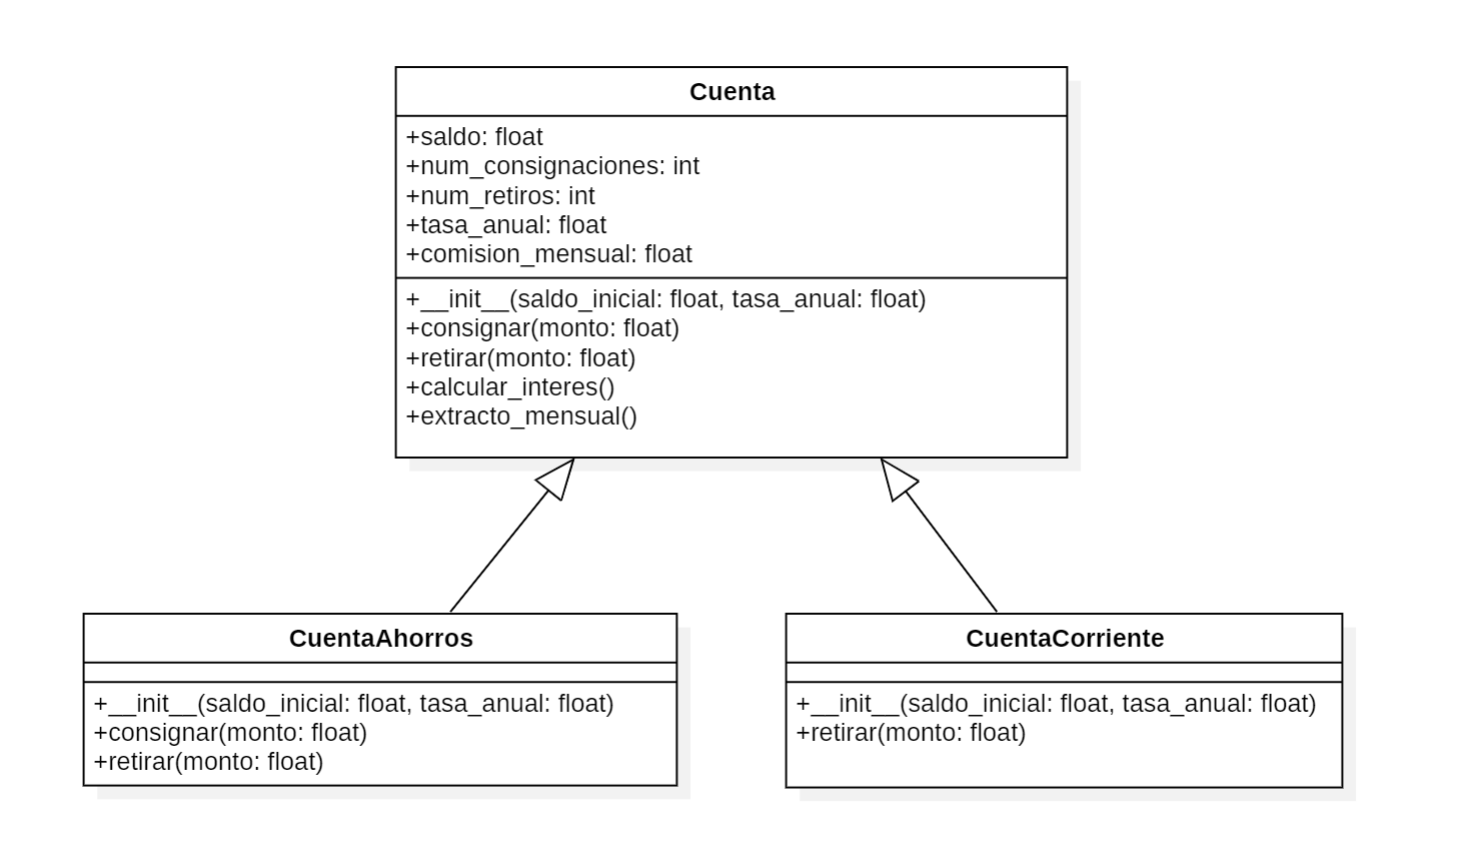 Cuenta
+saldo: float
+num_consignaciones: int
+num_retiros: int
+tasa_anual: float
+comision_mensual: float
+__init__(saldo_inicial: float, tasa_anual: float)
+consignar(monto: float)
+retirar(monto: float)
+calcular_interes()
+extracto_mensual()
CuentaAhorros
+__init__(saldo_inicial: float, tasa_anual: float)
+consignar(monto: float)
+retirar(monto: float)
CuentaCorriente
+__init__(saldo_inicial: float, tasa_anual: float)
+retirar(monto: float)